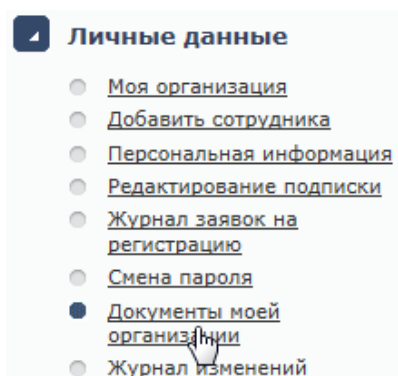 Личные данные
Моя организация
Добавить сотрудника
Персональная информация
Редактирование подписки
Журнал заявок на
регистрацию
Смена пароля
Документы моей
организации
Журнал изменений